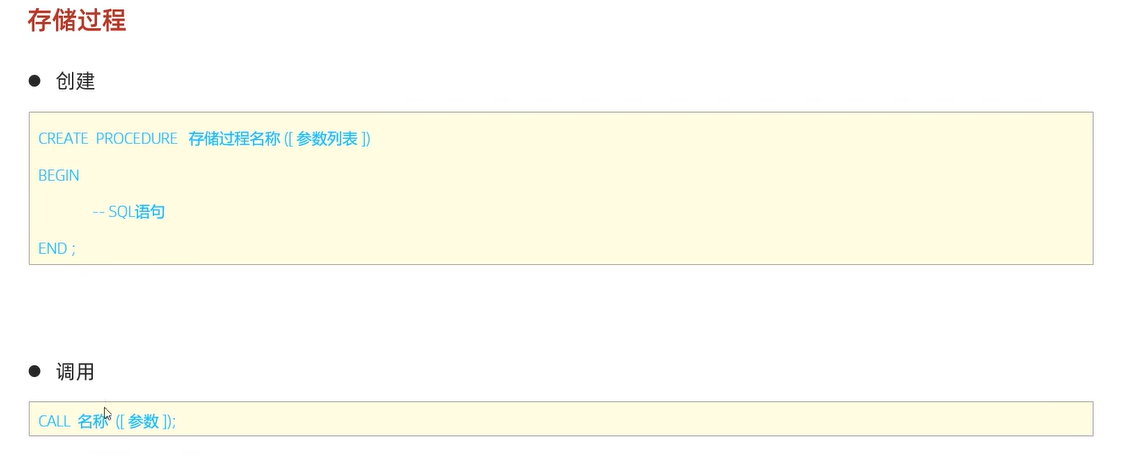 存储过程
● 创建
CREATE PROCEDURE 存储过程名称 ([ 参数列表 ])
BEGIN
-- SQL语句
END ;
● 调用
CALL 名称 ([ 参数 ]);